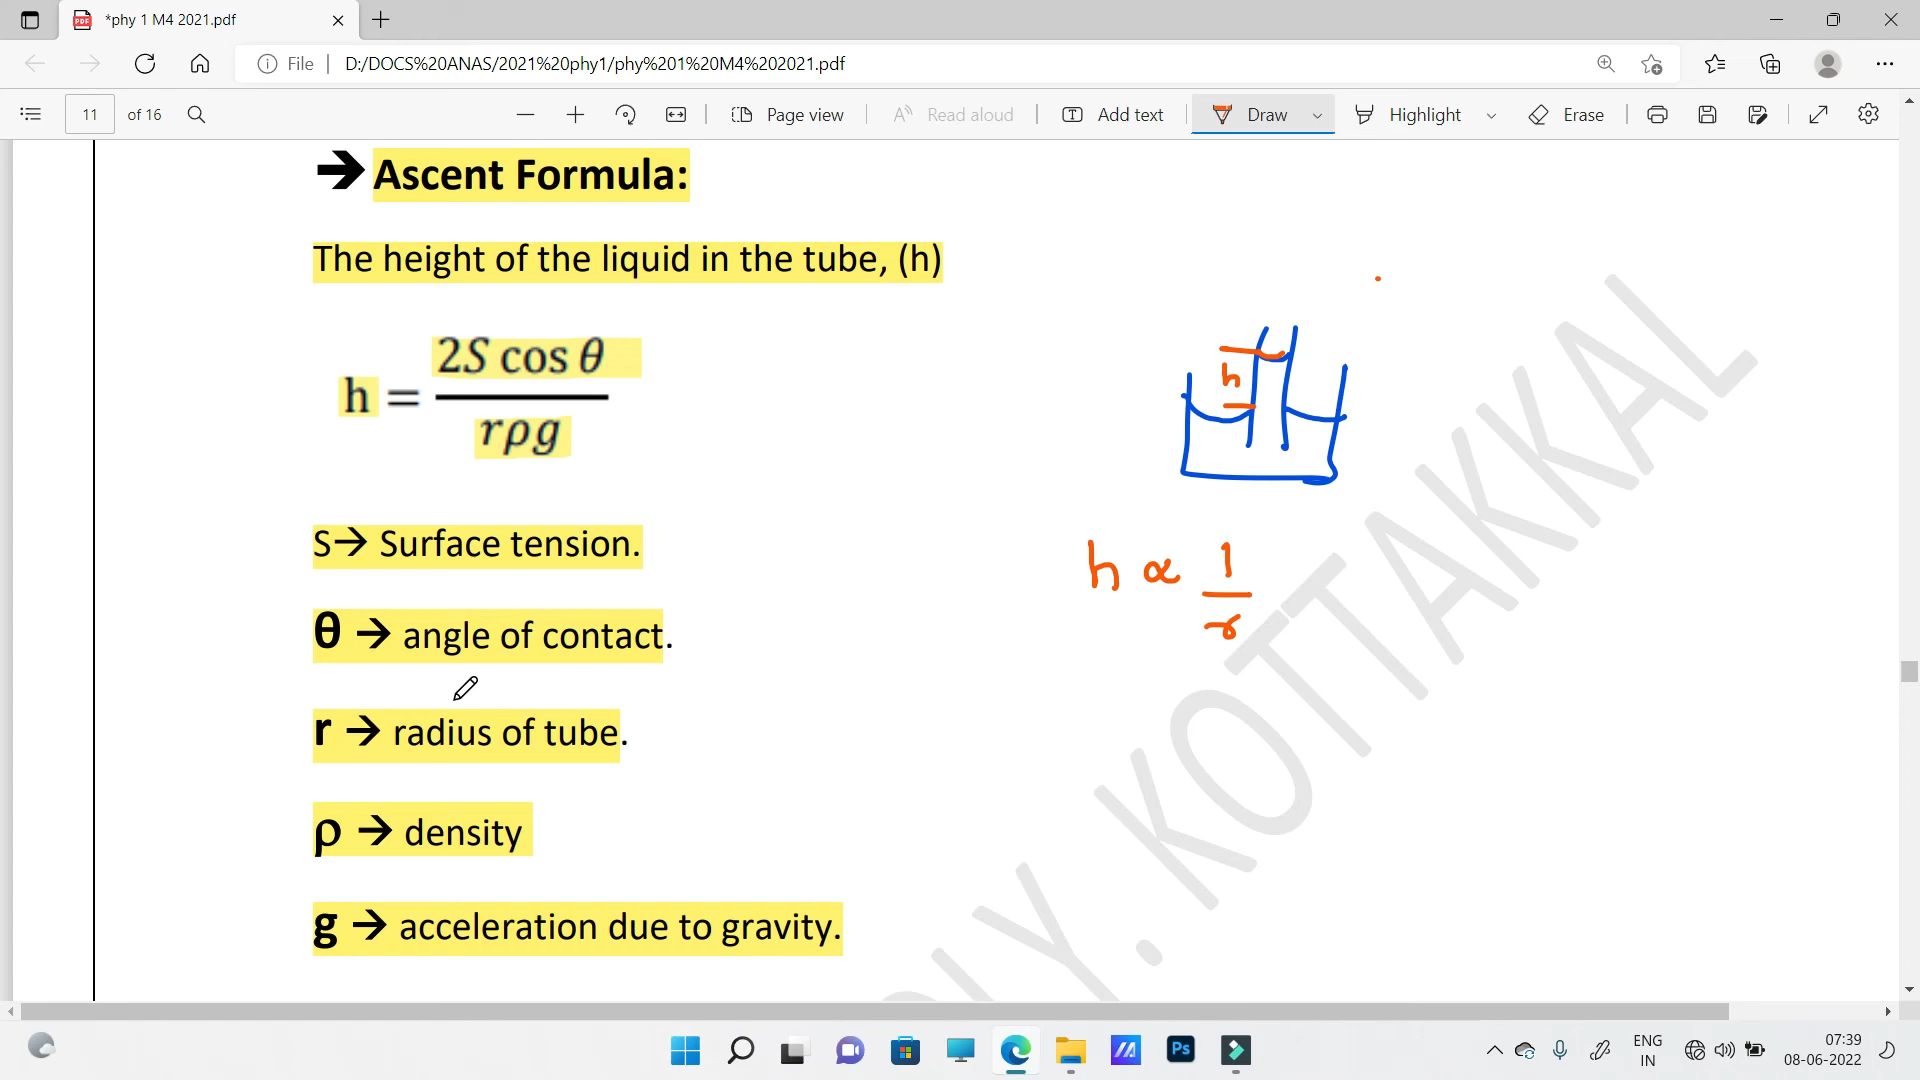 *phy 1 M4 2021.pdf
File D:/DOCS%20ANAS/2021%20phy1/phy%201%20M4%202021.pdf
11 of 16 Page view Read aloud Add text Draw Highlight Erase
➔ Ascent Formula:
The height of the liquid in the tube, (h)
h = 2S cos θ / rρg
h
S→ Surface tension.
h ∝ 1/r
θ → angle of contact.
r → radius of tube.
ρ → density
g → acceleration due to gravity.
LY. KOTTAKKAL
Ps
ENG
IN
07:39
08-06-2022